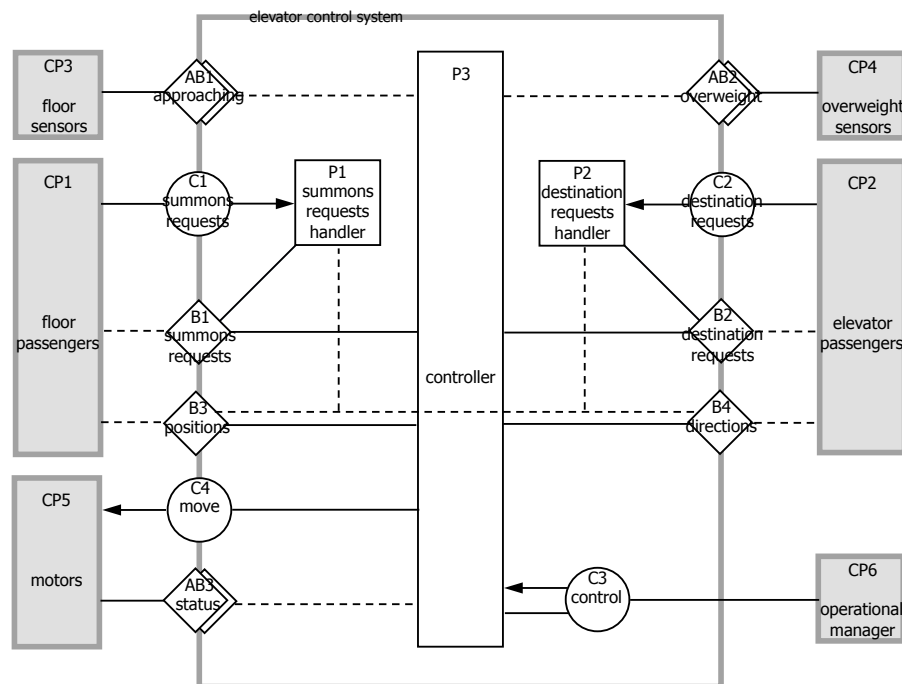 elevator control system
CP3
floor
sensors
AB1
approaching
P3
controller
AB2
overweight
CP4
overweight
sensors
CP1
floor
passengers
C1
summons
requests
P1
summons
requests
handler
P2
destination
requests
handler
C2
destination
requests
CP2
elevator
passengers
B1
summons
requests
B2
destination
requests
B3
positions
B4
directions
CP5
motors
C4
move
AB3
status
C3
control
CP6
operational
manager